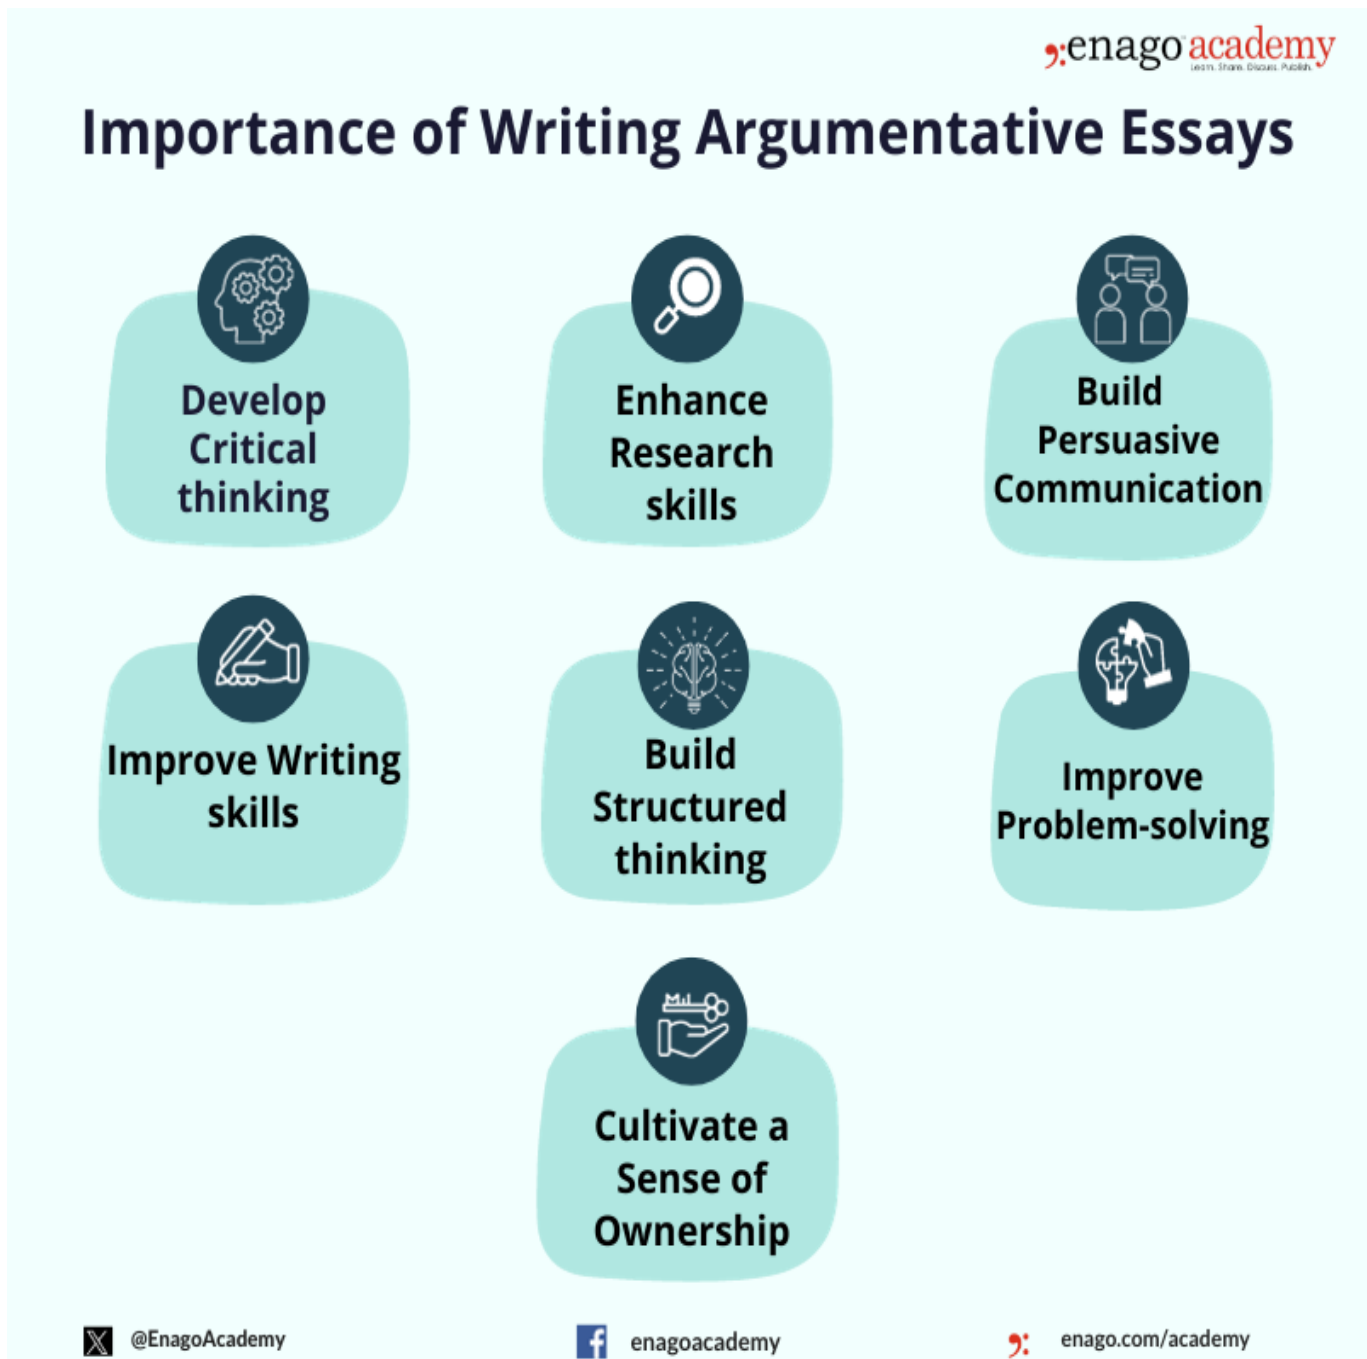 enago academy
Learn. Share. Discuss. Publish.
Importance of Writing Argumentative Essays
Develop
Critical
thinking
Enhance
Research
skills
Build
Persuasive
Communication
Improve Writing
skills
Build
Structured
thinking
Improve
Problem-solving
Cultivate a
Sense of
Ownership
@EnagoAcademy
enagoacademy
enago.com/academy